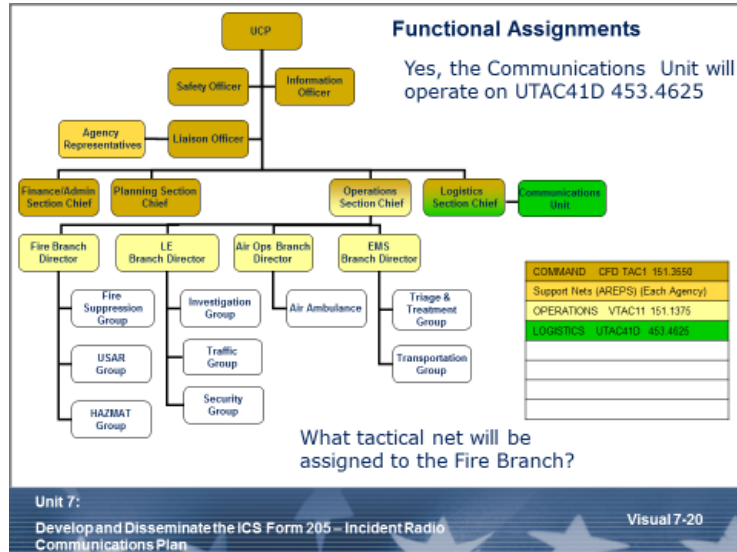 UCP
Functional Assignments
Yes, the Communications Unit will
operate on UTAC41D 453.4625
Safety Officer
Information
Officer
Agency
Representatives
Liaison Officer
Finance/Admin
Section Chief
Planning Section
Chief
Operations
Section Chief
Logistics
Section Chief
Communications
Unit
Fire Branch
Director
LE
Branch Director
Air Ops Branch
Director
EMS
Branch Director
Fire
Suppression
Group
Investigation
Group
Air Ambulance
Triage &
Treatment
Group
USAR
Group
Traffic
Group
Transportation
Group
HAZMAT
Group
Security
Group
COMMAND CFD TAC1 151.3550
Support Nets (AREPS) (Each Agency)
OPERATIONS VTAC11 151.1375
LOGISTICS UTAC41D 453.4625
What tactical net will be
assigned to the Fire Branch?
Unit 7:
Develop and Disseminate the ICS Form 205 – Incident Radio
Communications Plan
Visual 7-20